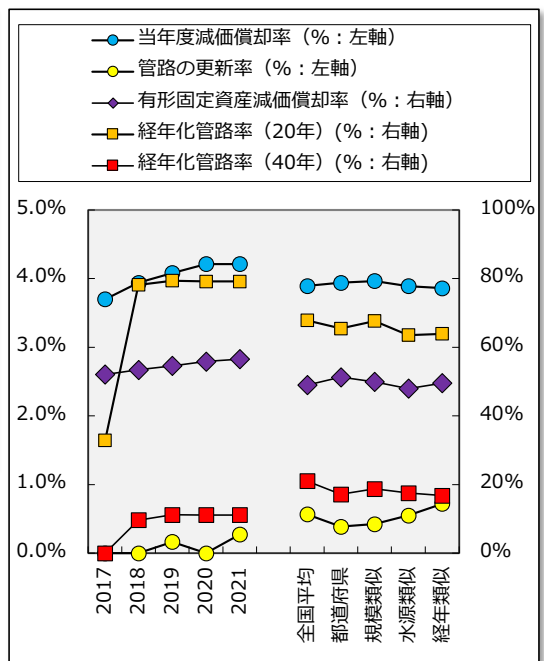 当年度減価償却率（%：左軸）
管路の更新率（%：左軸）
有形固定資産減価償却率（%：右軸）
経年化管路率（20年）(%：右軸)
経年化管路率（40年）(%：右軸)
5.0%
4.0%
3.0%
2.0%
1.0%
0.0%
100%
80%
60%
40%
20%
0%
2017
2018
2019
2020
2021
全国平均
都道府県
規模類似
水源類似
経年類似